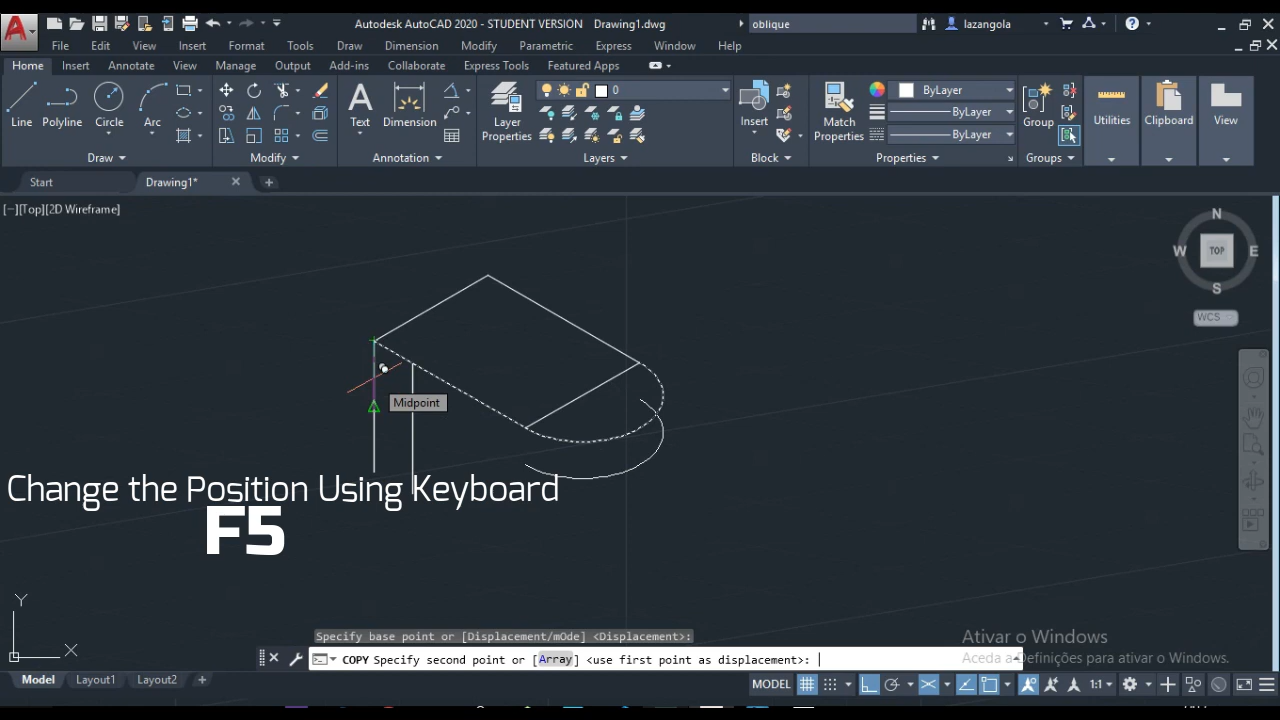 Autodesk AutoCAD 2020 - STUDENT VERSION Drawing1.dwg oblique lazangola
File Edit View Insert Format Tools Draw Dimension Modify Parametric Express Window Help
Home Insert Annotate View Manage Output Add-ins Collaborate Express Tools Featured Apps
0 ByLayer
ByLayer
Line Polyline Circle Arc Text Dimension Layer Properties Insert Match Properties ByLayer Group Utilities Clipboard View
Draw Modify Annotation Layers Block Properties Groups
Start Drawing1*
[−][Top][2D Wireframe]
N
W TOP E
S
WCS
Midpoint
Change the Position Using Keyboard
F5
Y
X
Specify base point or [Displacement/mOde] <Displacement>:
COPY Specify second point or [Array] <use first point as displacement>:
Ativar o Windows
Aceda a Definições para ativar o Windows.
Model Layout1 Layout2 MODEL 1:1